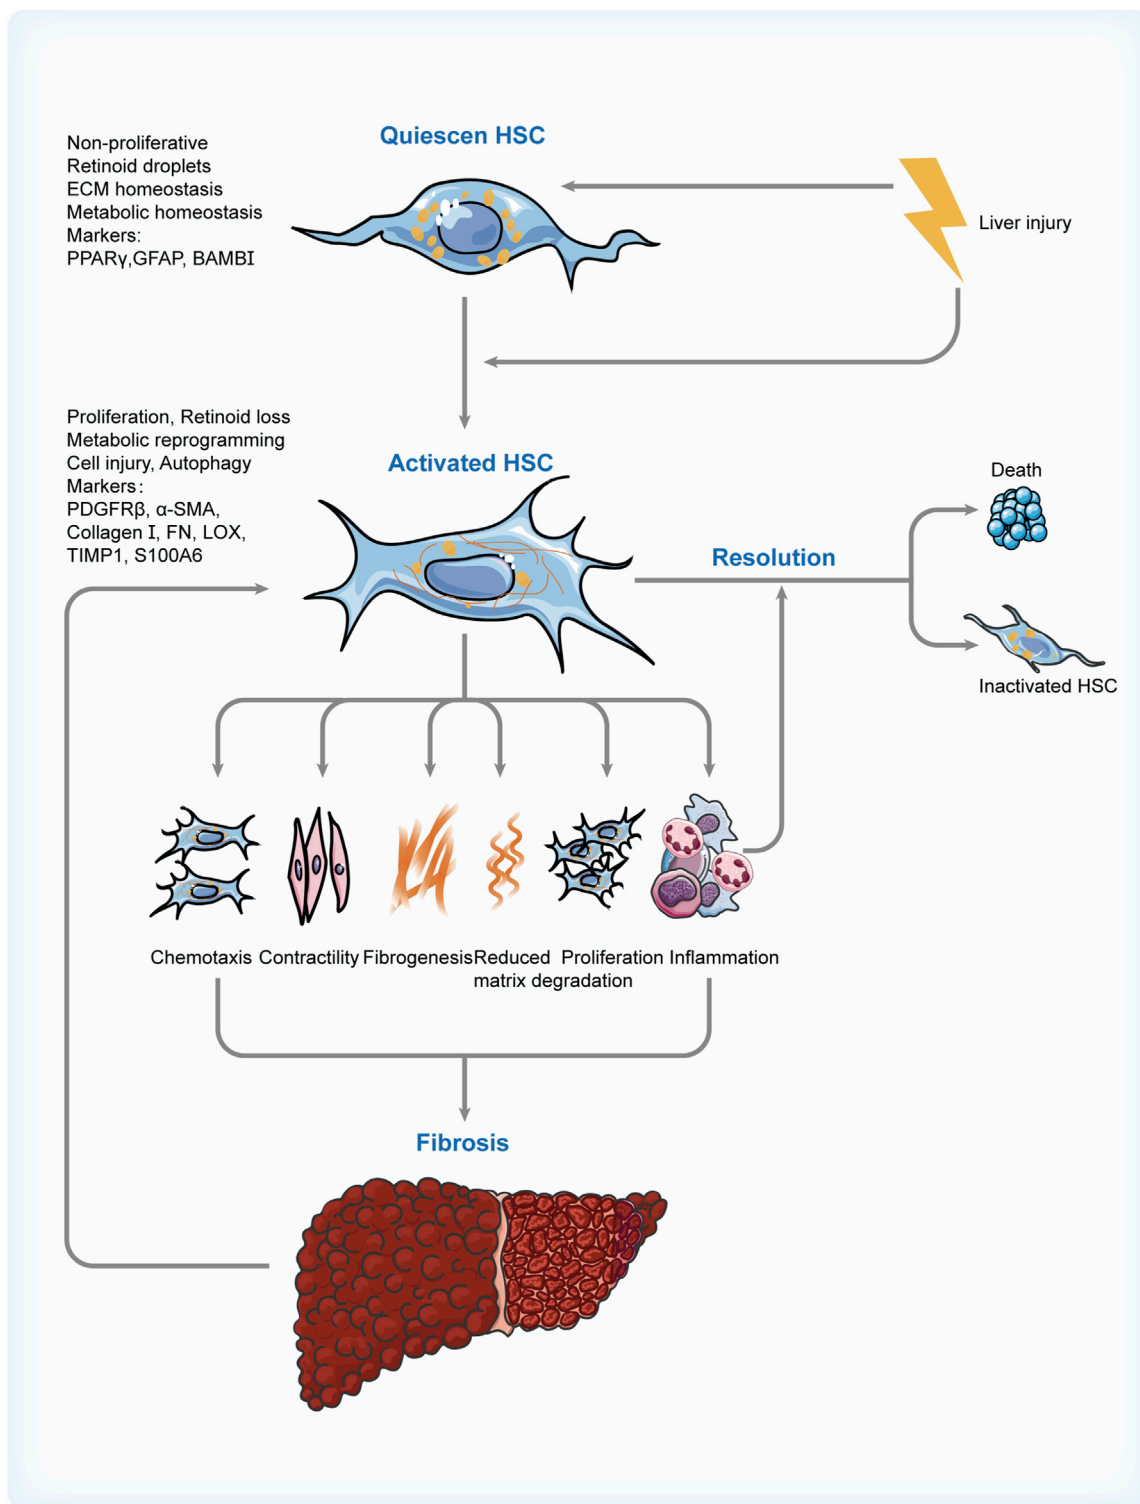 Quiescen HSC
Non-proliferative
Retinoid droplets
ECM homeostasis
Metabolic homeostasis
Markers:
PPARγ,GFAP, BAMBI
Liver injury
Proliferation, Retinoid loss
Metabolic reprogramming
Cell injury, Autophagy
Markers:
PDGFRβ, α-SMA,
Collagen I, FN, LOX,
TIMP1, S100A6
Activated HSC
Resolution
Death
Inactivated HSC
Chemotaxis
Contractility
Fibrogenesis
Reduced
matrix degradation
Proliferation
Inflammation
Fibrosis